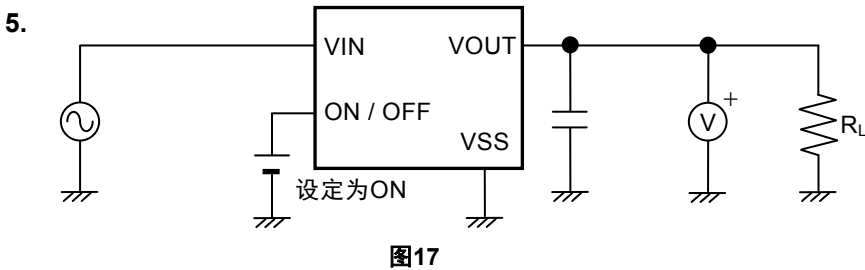 5.
VIN
VOUT
ON / OFF
VSS
V
+
RL
设定为ON
图17